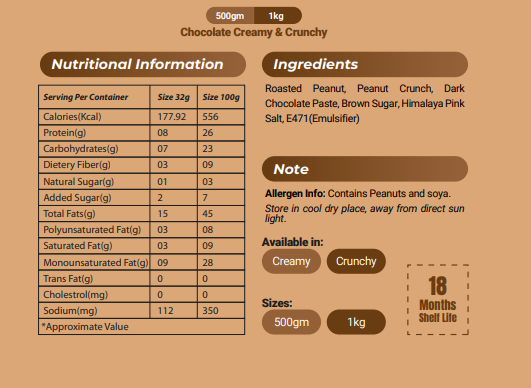 500gm 1kg
Chocolate Creamy & Crunchy
Nutritional Information
Serving Per Container Size 32g Size 100g
Calories(Kcal) 177.92 556
Protein(g) 08 26
Carbohydrates(g) 07 23
Dietery Fiber(g) 03 09
Natural Sugar(g) 01 03
Added Sugar(g) 2 7
Total Fats(g) 15 45
Polyunsaturated Fat(g) 03 08
Saturated Fat(g) 03 09
Monounsaturated Fat(g) 09 28
Trans Fat(g) 0 0
Cholestrol(mg) 0 0
Sodium(mg) 112 350
*Approximate Value
Ingredients
Roasted Peanut, Peanut Crunch, Dark
Chocolate Paste, Brown Sugar, Himalaya Pink
Salt, E471(Emulsifier)
Note
Allergen Info: Contains Peanuts and soya.
Store in cool dry place, away from direct sun
light.
Available in:
Creamy Crunchy
Sizes:
500gm 1kg
18
Months
Shelf Life